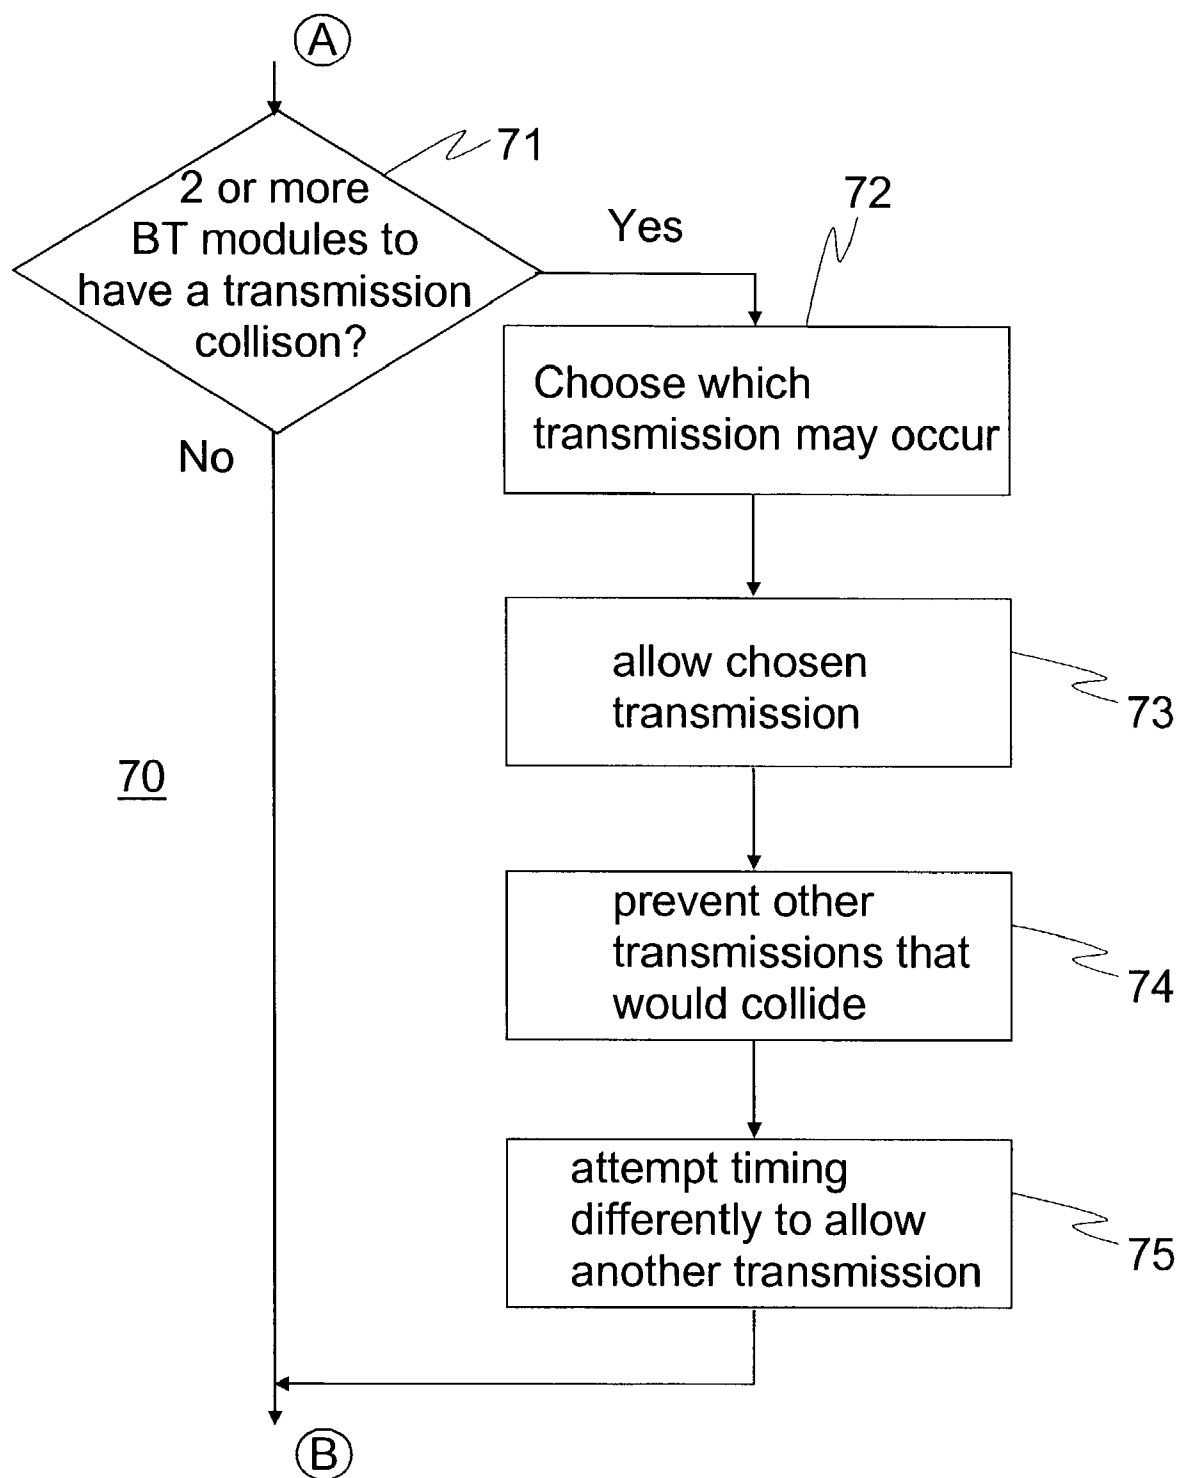 A
71
2 or more
BT modules to
have a transmission
collison?
Yes
72
Choose which
transmission may occur
No
allow chosen
transmission
73
70
prevent other
transmissions that
would collide
74
attempt timing
differently to allow
another transmission
75
B